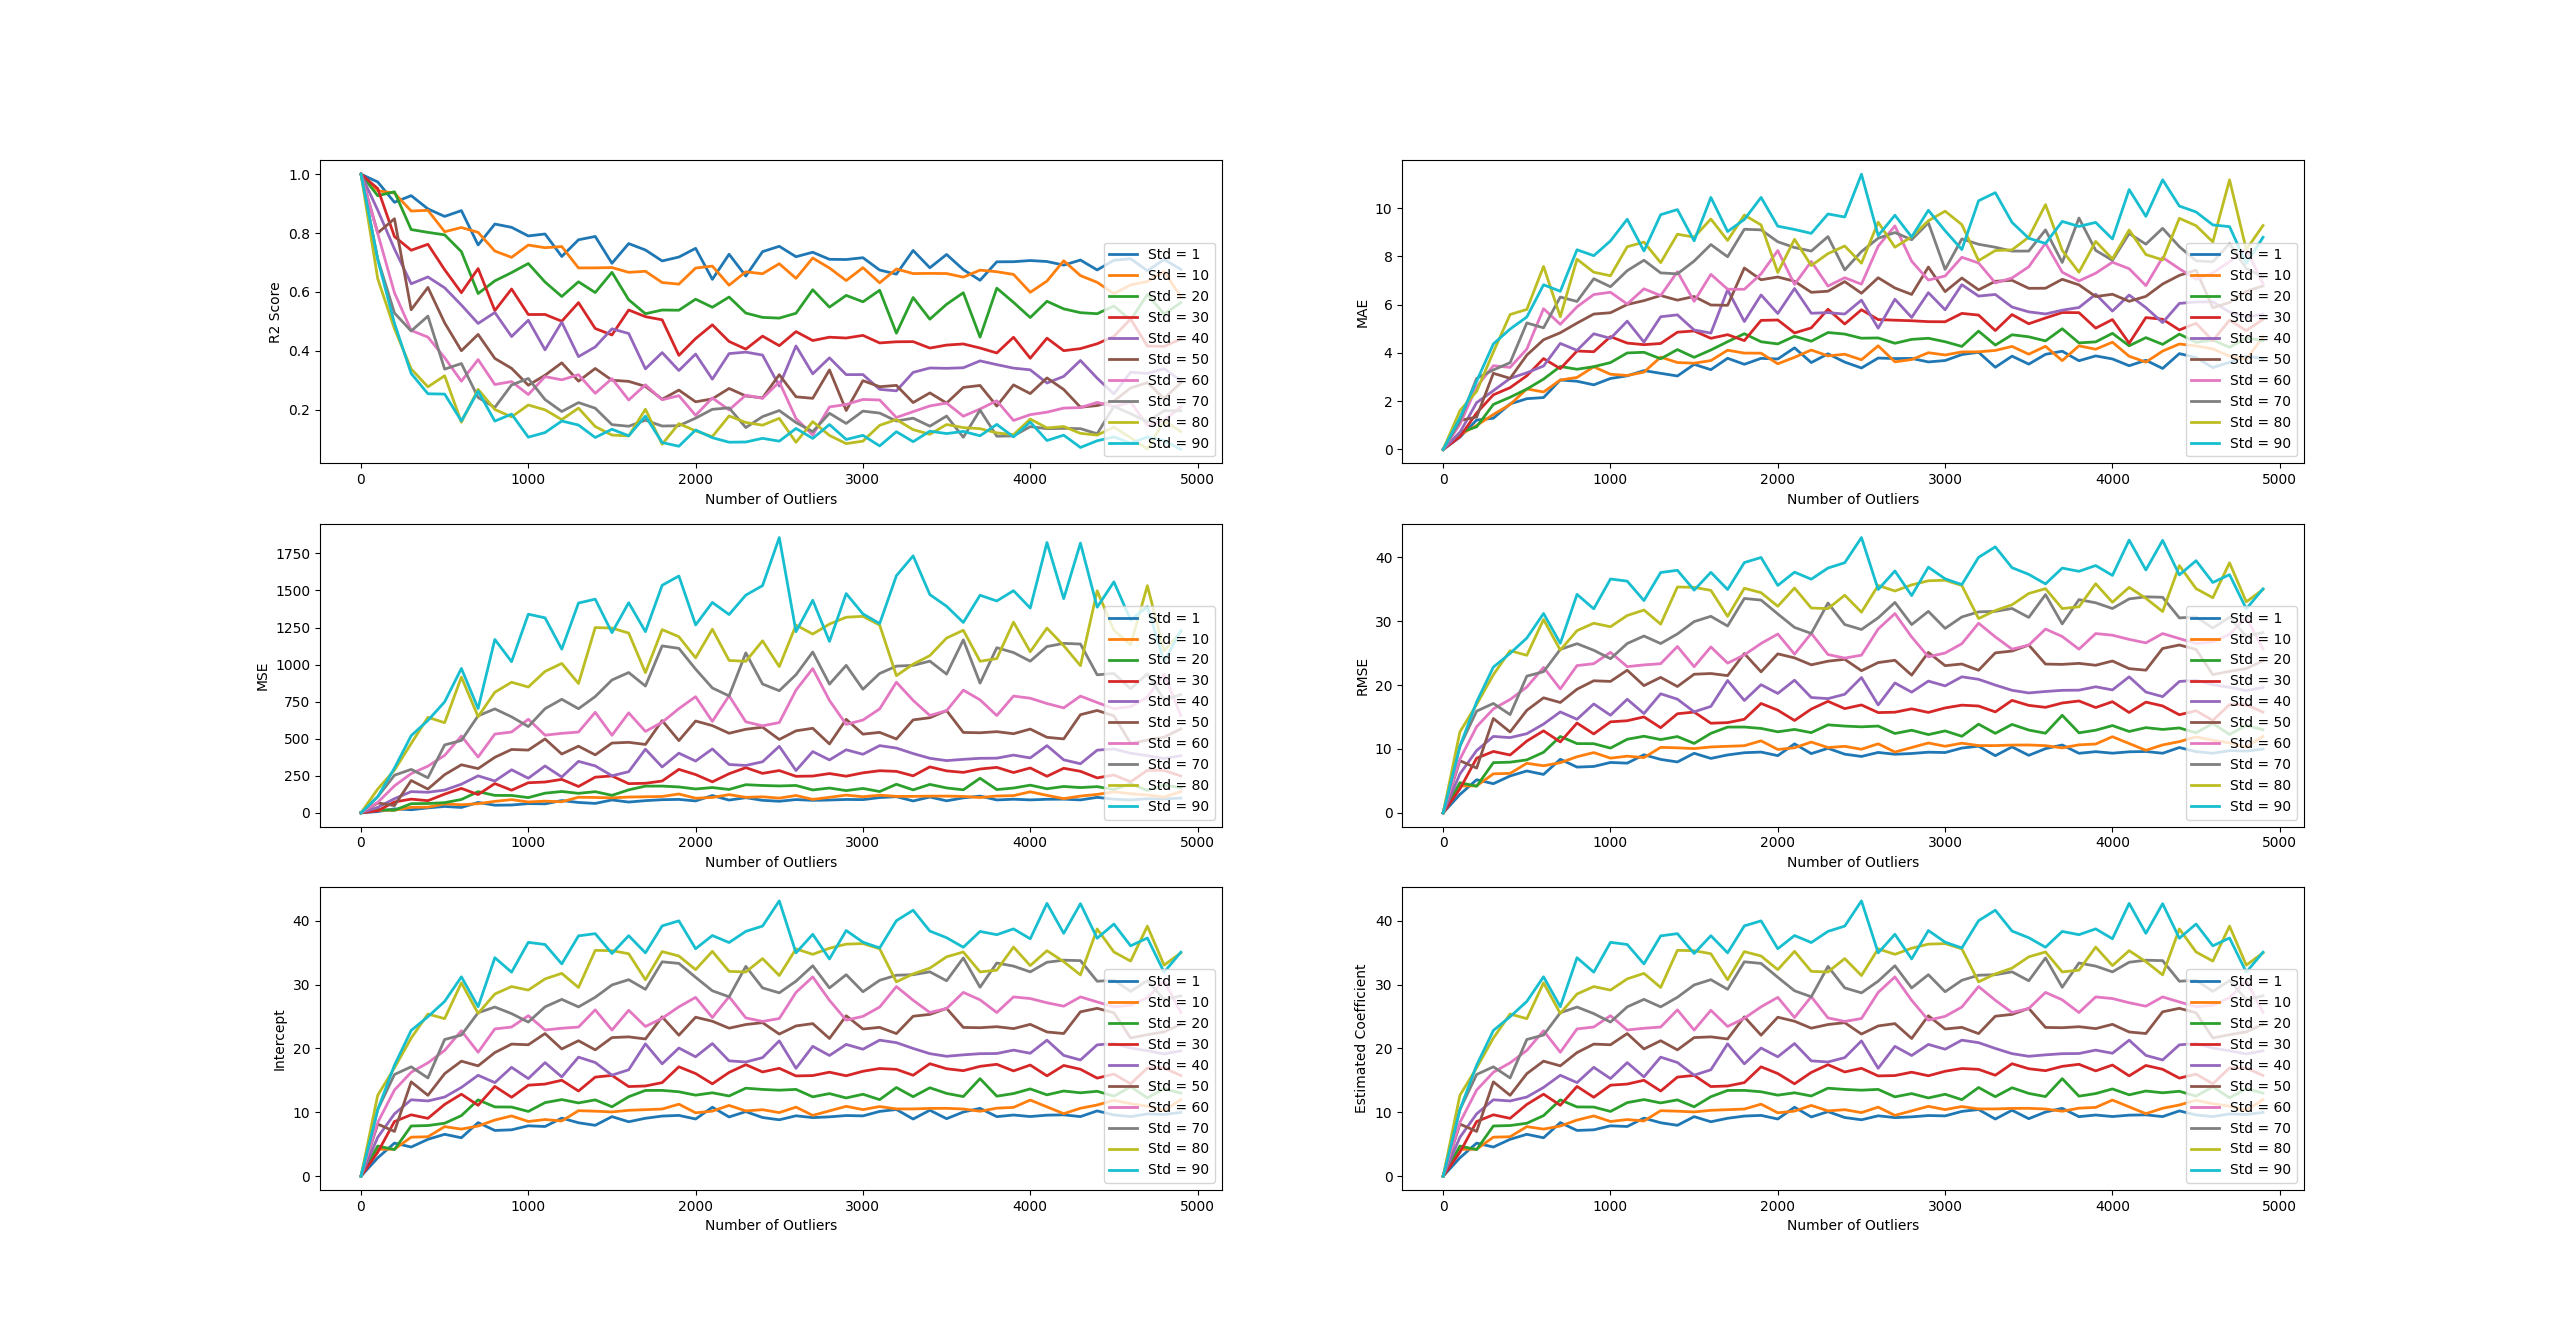 R2 Score
1.0
0.8
0.6
0.4
0.2
0 1000 2000 3000 4000 5000
Number of Outliers
Std = 1
Std = 10
Std = 20
Std = 30
Std = 40
Std = 50
Std = 60
Std = 70
Std = 80
Std = 90
MAE
10
8
6
4
2
0
0 1000 2000 3000 4000 5000
Number of Outliers
Std = 1
Std = 10
Std = 20
Std = 30
Std = 40
Std = 50
Std = 60
Std = 70
Std = 80
Std = 90
MSE
1750
1500
1250
1000
750
500
250
0
0 1000 2000 3000 4000 5000
Number of Outliers
Std = 1
Std = 10
Std = 20
Std = 30
Std = 40
Std = 50
Std = 60
Std = 70
Std = 80
Std = 90
RMSE
40
30
20
10
0
0 1000 2000 3000 4000 5000
Number of Outliers
Std = 1
Std = 10
Std = 20
Std = 30
Std = 40
Std = 50
Std = 60
Std = 70
Std = 80
Std = 90
Intercept
40
30
20
10
0
0 1000 2000 3000 4000 5000
Number of Outliers
Std = 1
Std = 10
Std = 20
Std = 30
Std = 40
Std = 50
Std = 60
Std = 70
Std = 80
Std = 90
Estimated Coefficient
40
30
20
10
0
0 1000 2000 3000 4000 5000
Number of Outliers
Std = 1
Std = 10
Std = 20
Std = 30
Std = 40
Std = 50
Std = 60
Std = 70
Std = 80
Std = 90